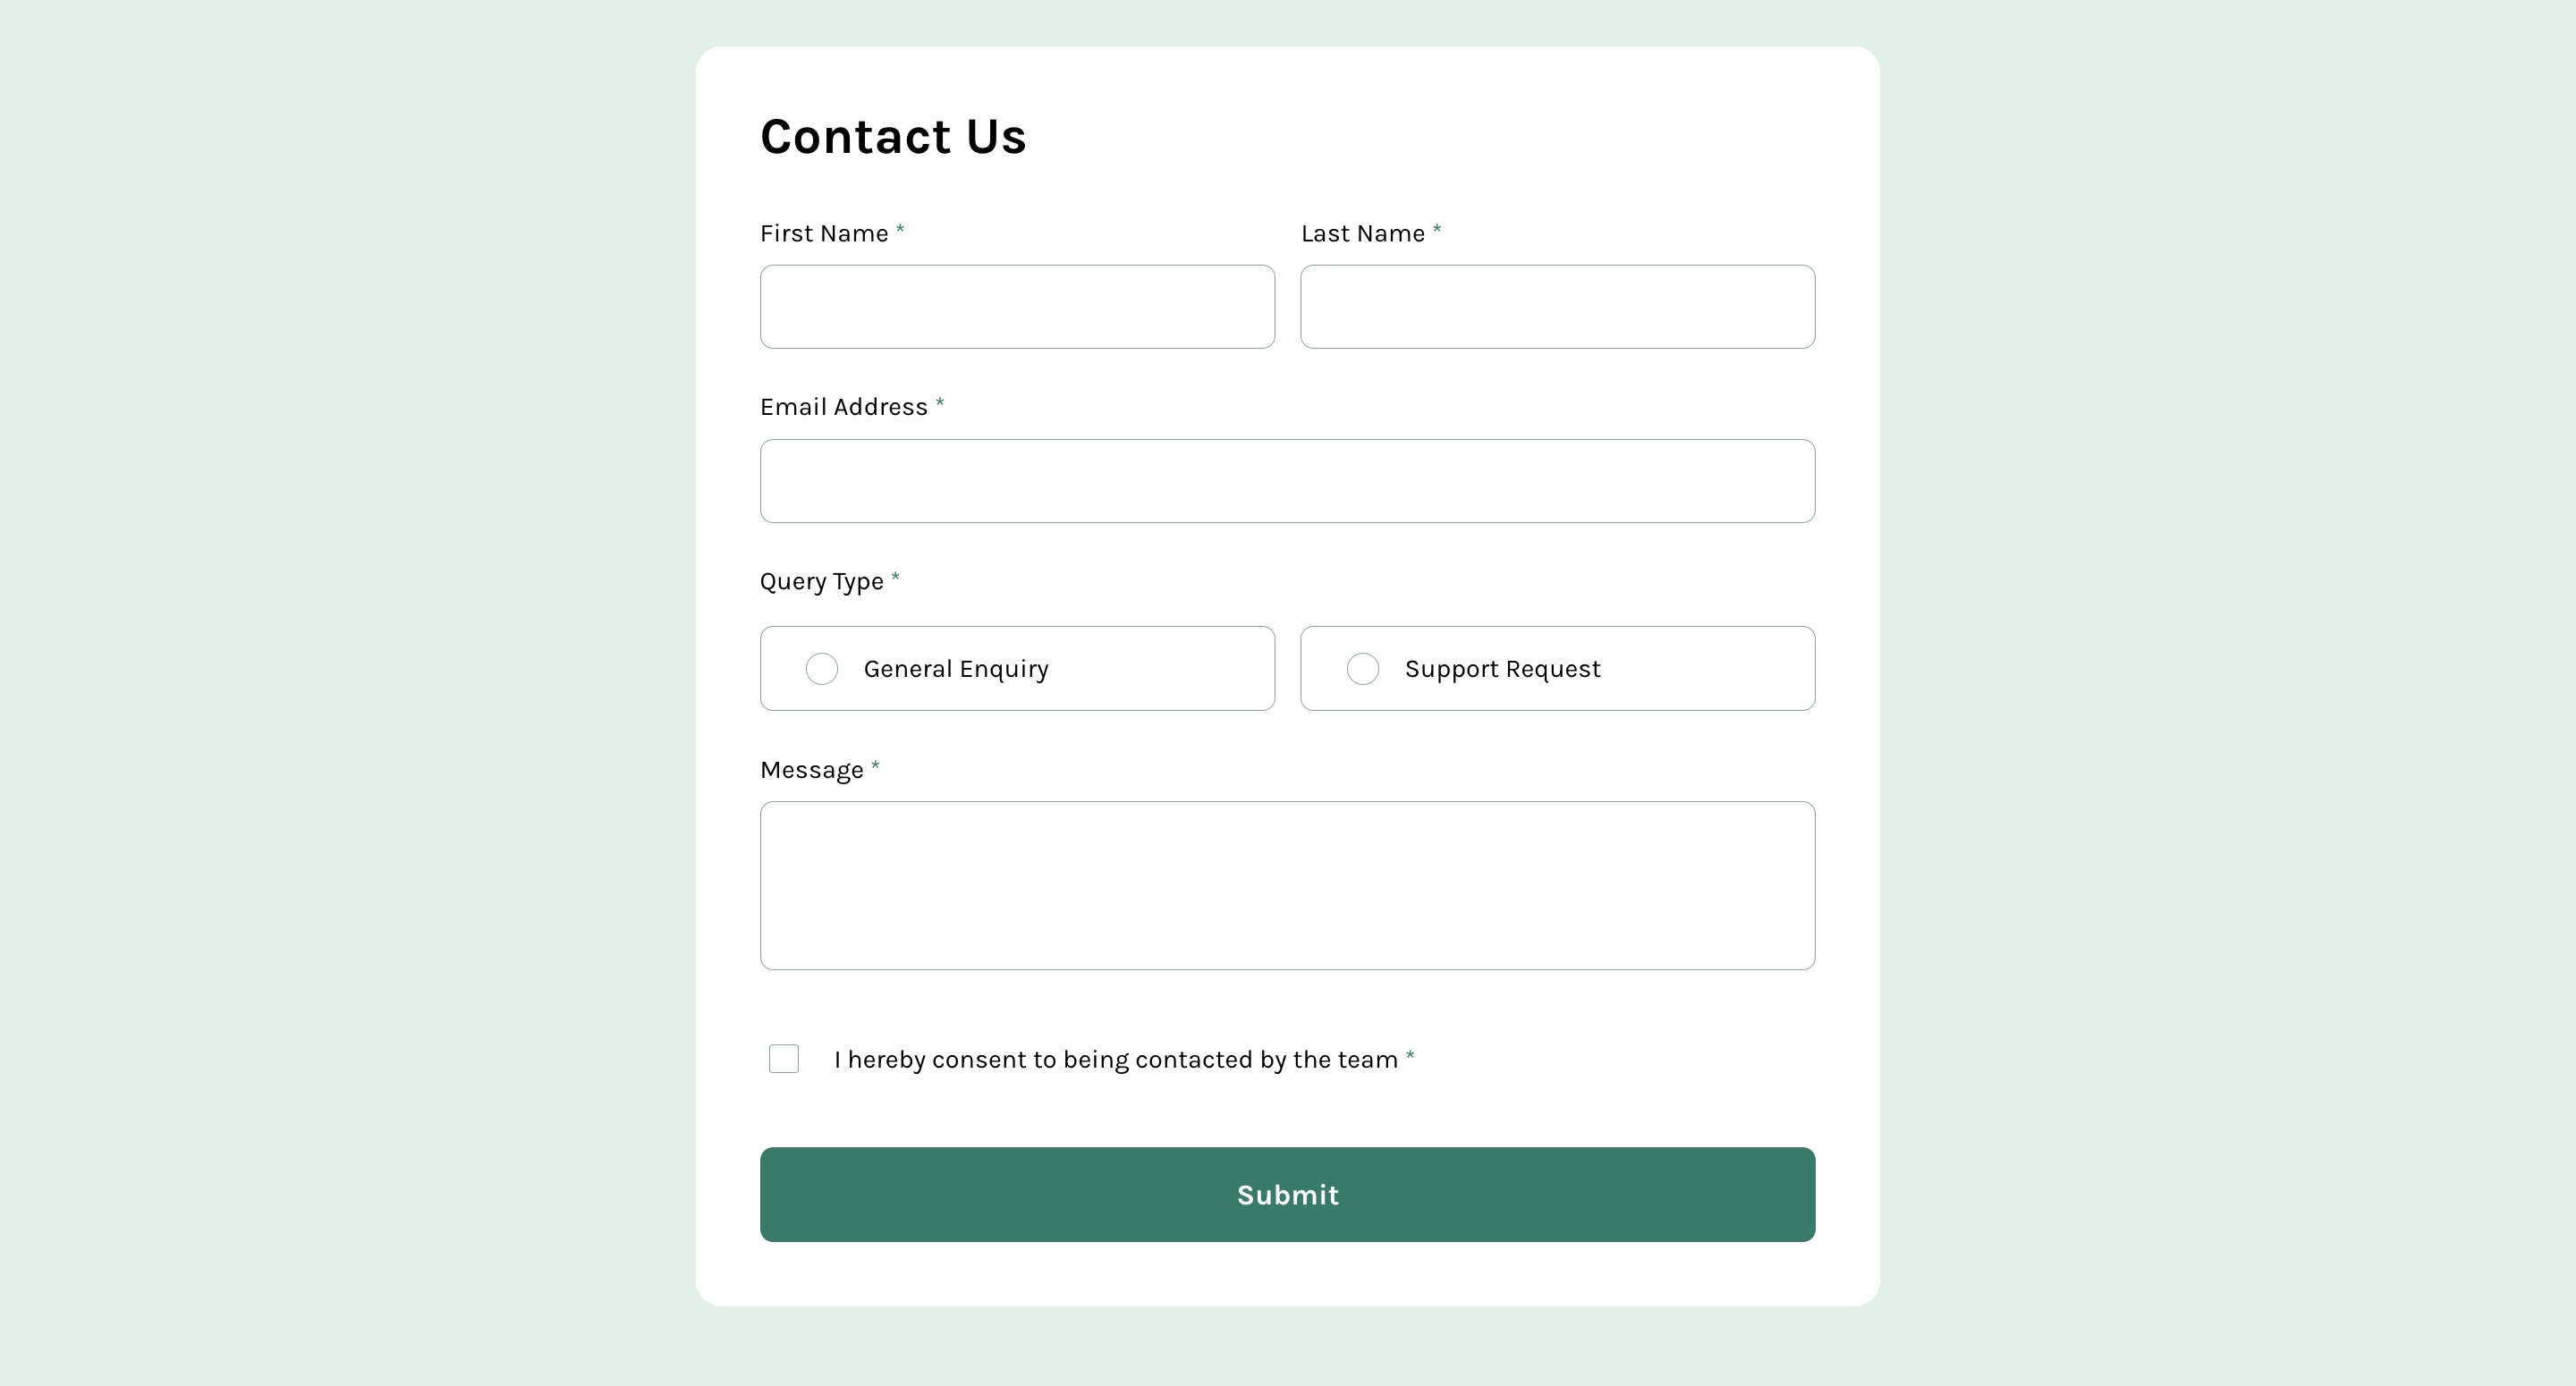 Contact Us
First Name * Last Name *
Email Address *
Query Type *
General Enquiry Support Request
Message *
I hereby consent to being contacted by the team *
Submit